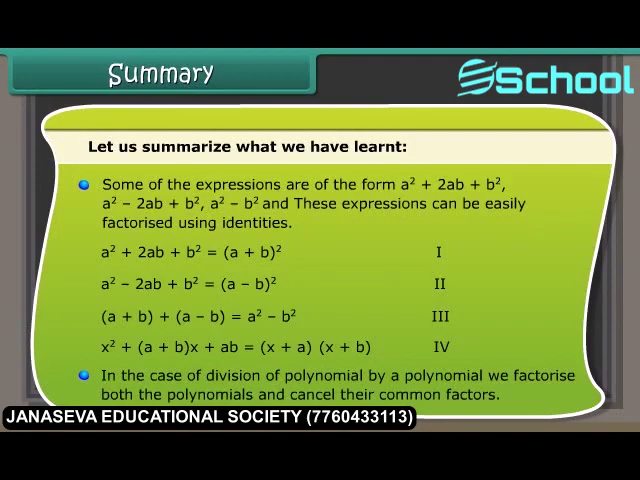 Summary
School
Let us summarize what we have learnt:
Some of the expressions are of the form a² + 2ab + b²,
a² – 2ab + b², a² – b² and These expressions can be easily
factorised using identities.
a² + 2ab + b² = (a + b)² I
a² – 2ab + b² = (a – b)² II
(a + b) + (a – b) = a² – b² III
x² + (a + b)x + ab = (x + a) (x + b) IV
In the case of division of polynomial by a polynomial we factorise
both the polynomials and cancel their common factors.
JANASEVA EDUCATIONAL SOCIETY (7760433113)